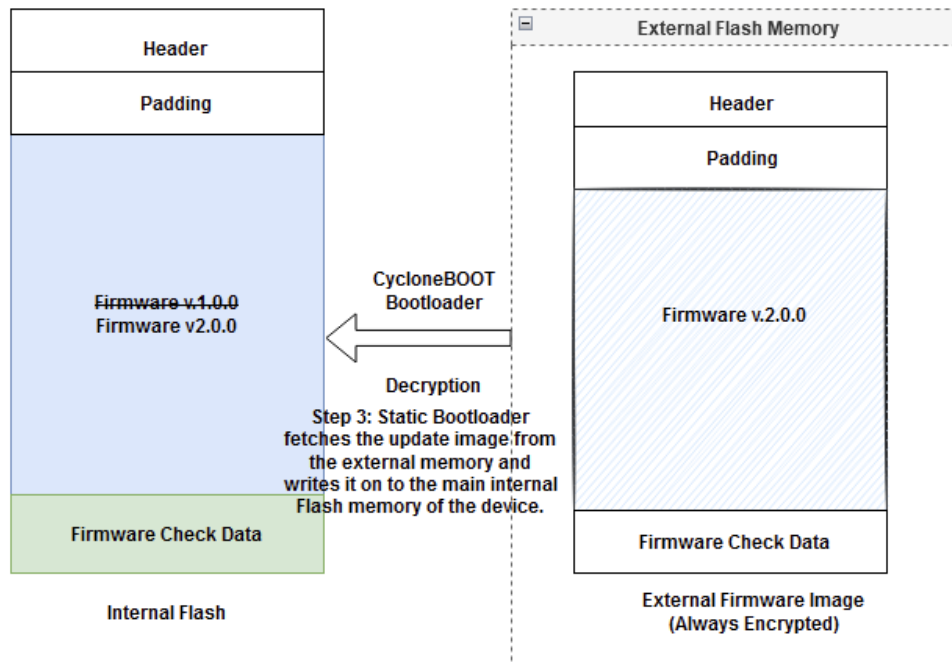 Header
Padding
Firmware v.1.0.0
Firmware v2.0.0
Firmware Check Data
Internal Flash
CycloneBOOT
Bootloader
Decryption
Step 3: Static Bootloader
fetches the update image from
the external memory and
writes it on to the main internal
Flash memory of the device.
External Flash Memory
Header
Padding
Firmware v.2.0.0
Firmware Check Data
External Firmware Image
(Always Encrypted)